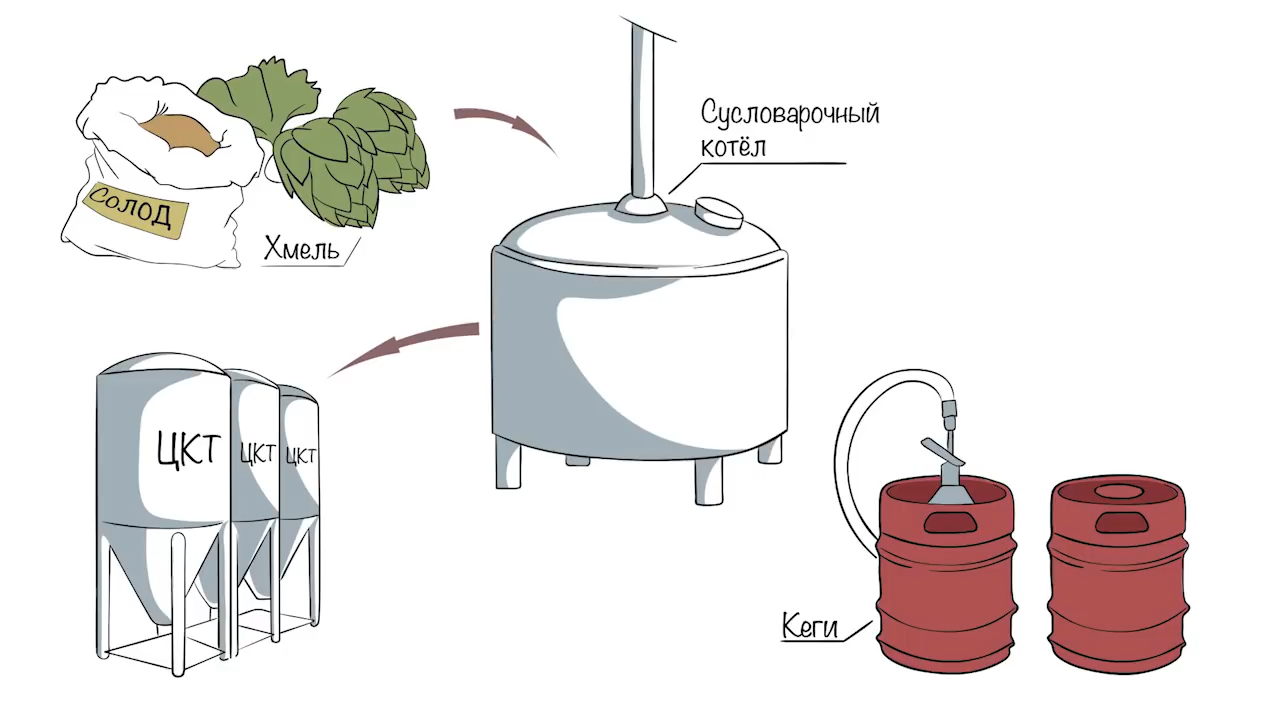 Солод
Хмель
Сусловарочный
котёл
ЦКТ
ЦКТ
ЦКТ
Кеги